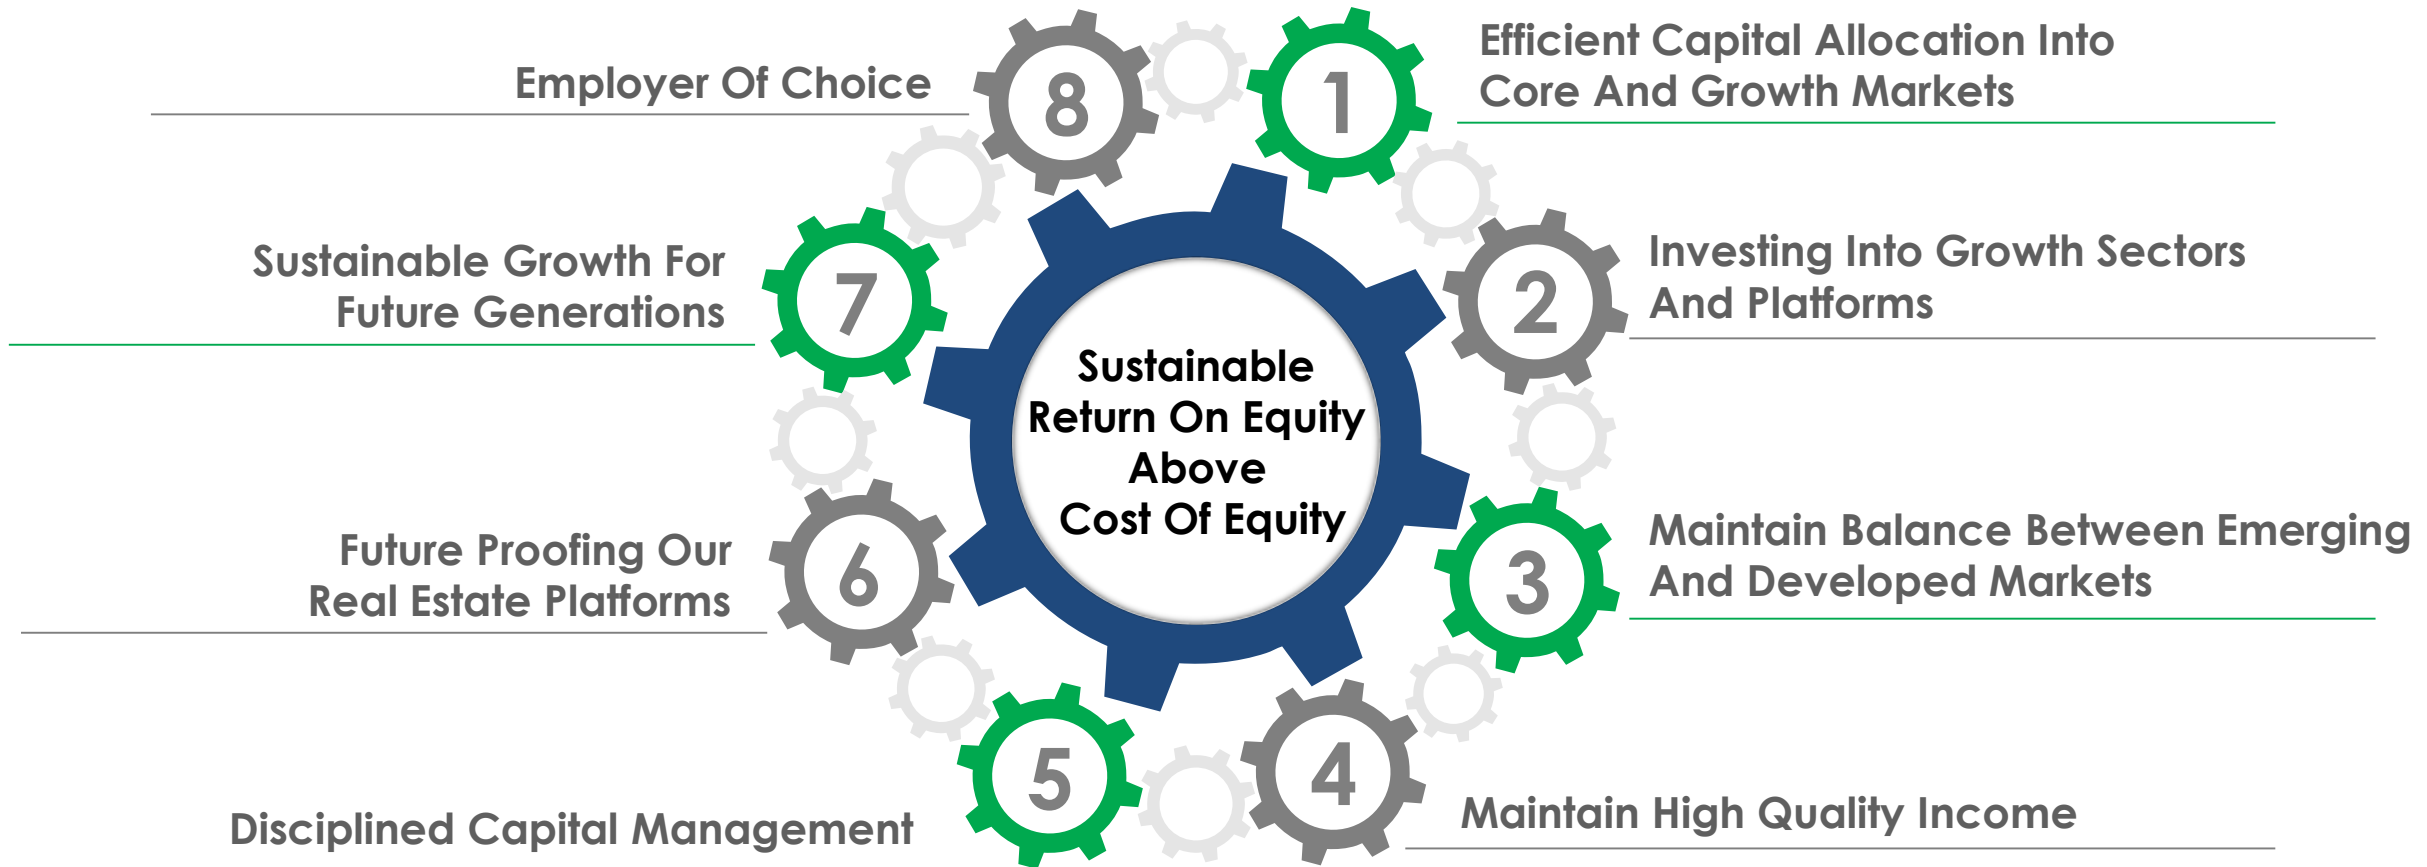 1
Efficient Capital Allocation Into
Core And Growth Markets
2
Investing Into Growth Sectors
And Platforms
3
Maintain Balance Between Emerging
And Developed Markets
4
Maintain High Quality Income
5
Disciplined Capital Management
6
Future Proofing Our
Real Estate Platforms
7
Sustainable Growth For
Future Generations
8
Employer Of Choice
Sustainable
Return On Equity
Above
Cost Of Equity